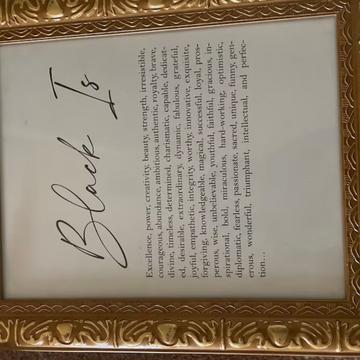 Black Is
Excellence, power, creativity, beauty, strength, irresistible,
courageous, abundance, ambitious, authentic, royalty, brave,
divine, timeless, determined, charismatic, capable, dedicat-
ed, desirable, extraordinary, dynamic, fabulous, grateful,
joyful, empathetic, integrity, worthy, innovative, exquisite,
forgiving, knowledgeable, magical, successful, loyal, pros-
perous, wise, unbelievable, youthful, faithful, gracious, in-
spirational, bold, miraculous, hard-working, optimistic,
diplomatic, fearless, passionate, sacred, unique, funny, gen-
erous, wonderful, triumphant, intellectual, and perfec-
tion...